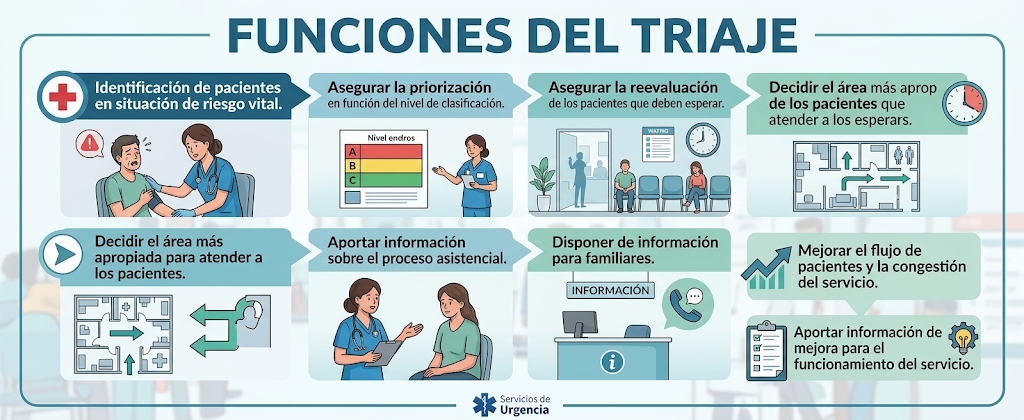 FUNCIONES DEL TRIAJE
Identificación de pacientes
en situación de riesgo vital.
Asegurar la priorización
en función del nivel de clasificación.
Nivel endros
A
B
C
Asegurar la reevaluación
de los pacientes que deben esperar.
WATING
Decidir el área más aprop
de los pacientes que
atender a los esperars.
Decidir el área más
apropiada para atender a
los pacientes.
Aportar información
sobre el proceso asistencial.
Disponer de información
para familiares.
INFORMACIÓN
i
Mejorar el flujo de
pacientes y la congestión
del servicio.
Aportar información de
mejora para el
funcionamiento del servicio.
Servicios de
Urgencia